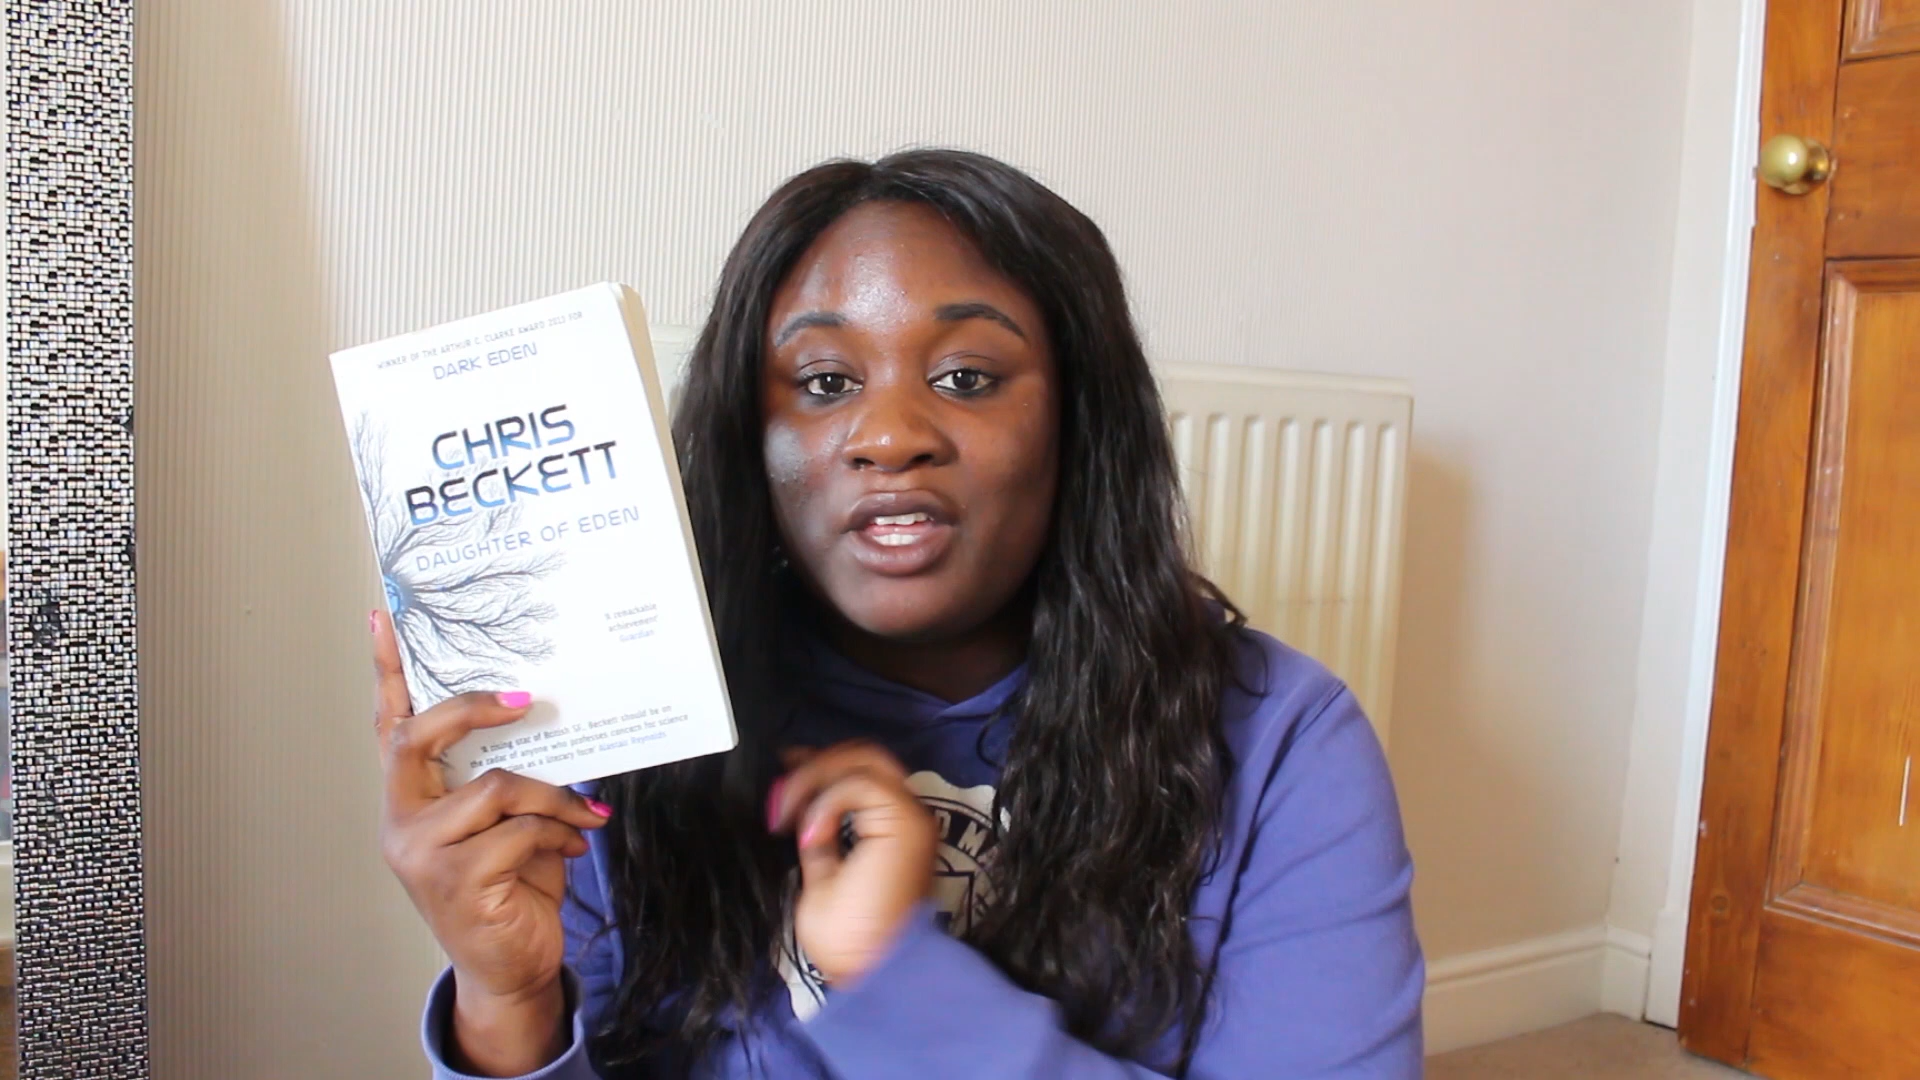 WINNER OF THE ARTHUR C. CLARKE AWARD 2013 FOR
DARK EDEN
CHRIS
BECKETT
DAUGHTER OF EDEN
'A remarkable
achievement'
Guardian
'A rising star of British SF. Beckett should be on
the radar of anyone who professes concern for science
fiction as a literary form' Alastair Reynolds